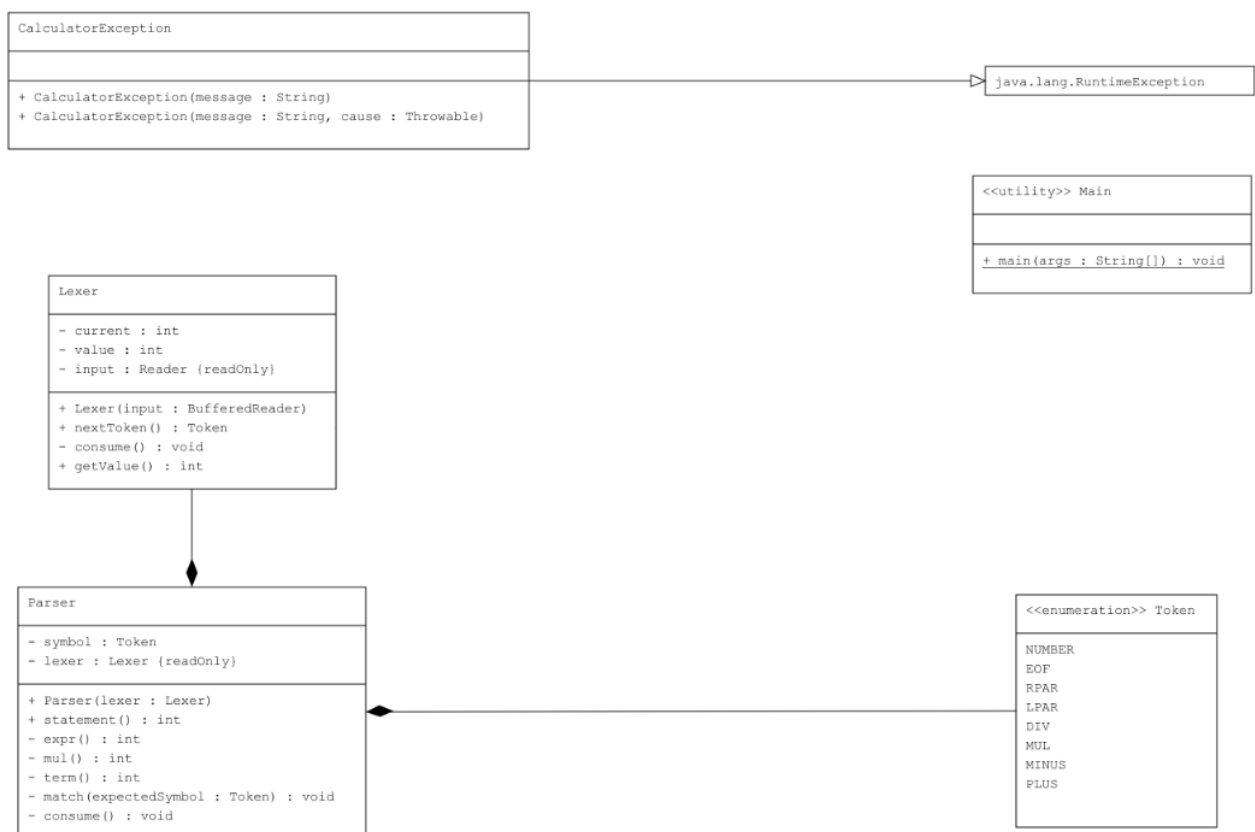 CalculatorException
+ CalculatorException(message : String)
+ CalculatorException(message : String, cause : Throwable)
java.lang.RuntimeException
<<utility>> Main
+ main(args : String[]) : void
Lexer
- current : int
- value : int
- input : Reader {readOnly}
+ Lexer(input : BufferedReader)
+ nextToken() : Token
- consume() : void
+ getValue() : int
Parser
- symbol : Token
- lexer : Lexer {readOnly}
+ Parser(lexer : Lexer)
+ statement() : int
- expr() : int
- mul() : int
- term() : int
- match(expectedSymbol : Token) : void
- consume() : void
<<enumeration>> Token
NUMBER
EOF
RPAR
LPAR
DIV
MUL
MINUS
PLUS